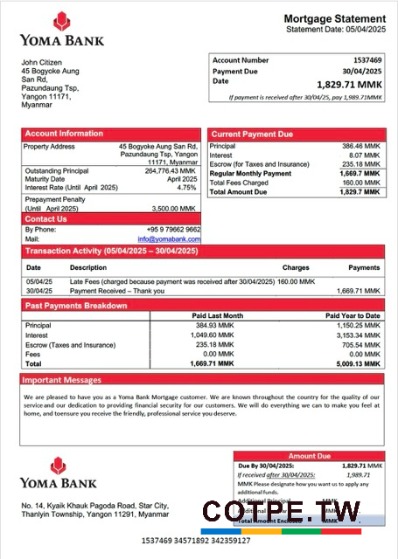 YOMA BANK
Mortgage Statement
Statement Date: 05/04/2025
John Citizen
45 Bogyoke Aung
San Rd,
Pazundaung Tsp,
Yangon 11171,
Myanmar
Account Number 1537469
Payment Due 30/04/2025
Date
1,829.71 MMK
If payment is received after 30/04/25, pay 1,989.71MMK
Account Information
Property Address 45 Bogyoke Aung San Rd,
Pazundaung Tsp, Yangon
11171, Myanmar
Outstanding Principal 264,776.43 MMK
Maturity Date April 2025
Interest Rate (Until April 2025) 4.75%
Prepayment Penalty
(Until April 2025) 3,500.00 MMK
Contact Us
By Phone: +95 9 79662 9662
Mail: info@yomabank.com
Current Payment Due
Principal 386.46 MMK
Interest 8.07 MMK
Escrow (for Taxes and Insurance) 235.18 MMK
Regular Monthly Payment 1,669.7 MMK
Total Fees Charged 160.00 MMK
Total Amount Due 1,829.7 MMK
Transaction Activity (05/04/2025 – 30/04/2025)
Date Description Charges Payments
05/04/25 Late Fees (charged because payment was received after 30/04/2025) 160.00 MMK
30/04/25 Payment Received – Thank you 1,669.71 MMK
Past Payments Breakdown
Paid Last Month Paid Year to Date
Principal 384.93 MMK 1,150.25 MMK
Interest 1,049.60 MMK 3,153.34 MMK
Escrow (Taxes and Insurance) 235.18 MMK 705.54 MMK
Fees 0.00 MMK 0.00 MMK
Total 1,669.71 MMK 5,009.13 MMK
Important Messages
We are pleased to have you as a Yoma Bank Mortgage customer. We are known throughout the country for the quality of our
service and our dedication to providing financial security for our customers. We will do everything we can to make you feel at
home, and toensure you receive the friendly, professional service you deserve.
YOMA BANK
No. 14, Kyaik Khauk Pagoda Road, Star City,
Thanlyin Township, Yangon 11291, Myanmar
Amount Due
Due By 30/04/2025: 1,829.71 MMK
If received after 30/04/2025: 1,989.71
MMK Please designate how you want us to apply any
additional funds.
Additional Principal
Total Amount
COTPE.TW
1537469 34571892 342359127